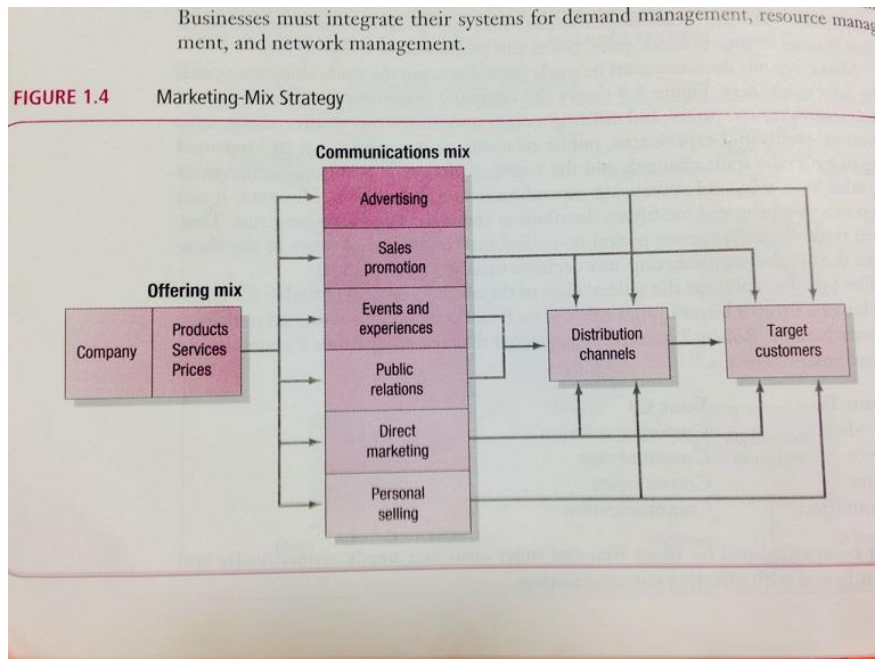 Businesses must integrate their systems for demand management, resource manag
ment, and network management.
FIGURE 1.4 Marketing-Mix Strategy
Communications mix
Advertising
Sales
promotion
Offering mix
Events and
experiences
Company
Products
Services
Prices
Distribution
channels
Target
customers
Public
relations
Direct
marketing
Personal
selling